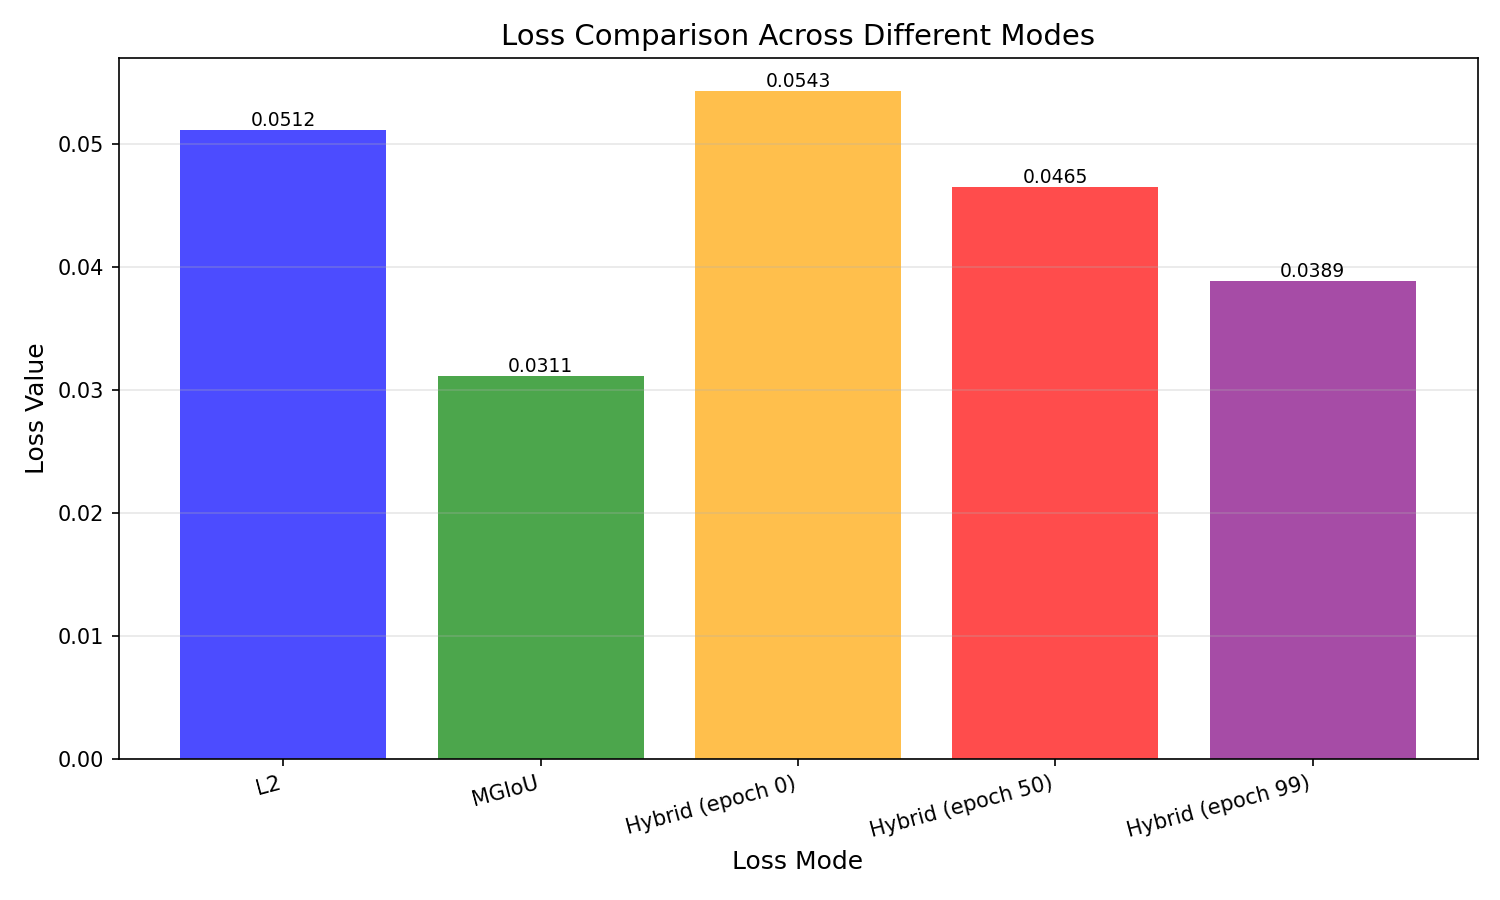 Loss Comparison Across Different Modes
0.0543
0.0512
0.05
0.0465
0.04
0.0389
0.0311
0.03
0.02
0.01
0.00
Loss Value
L2
MGIoU
Hybrid (epoch 0)
Hybrid (epoch 50)
Hybrid (epoch 99)
Loss Mode